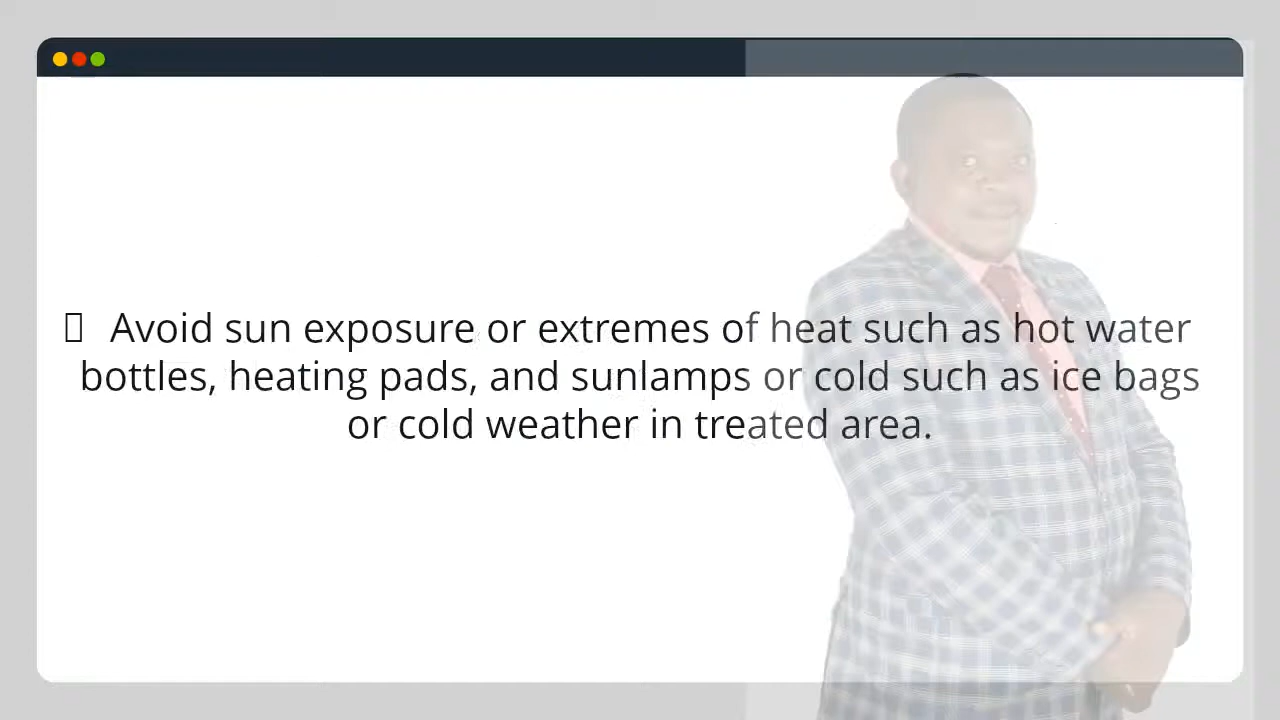 Avoid sun exposure or extremes of heat such as hot water
bottles, heating pads, and sunlamps or cold such as ice bags
or cold weather in treated area.